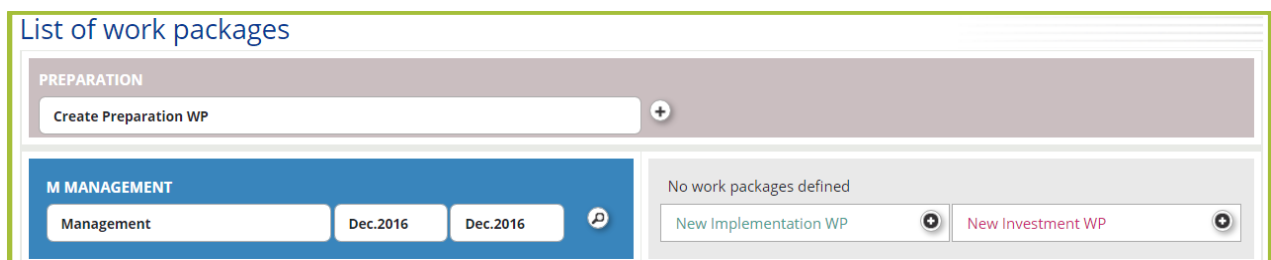 List of work packages
PREPARATION
Create Preparation WP
M MANAGEMENT
Management Dec.2016 Dec.2016
No work packages defined
New Implementation WP New Investment WP